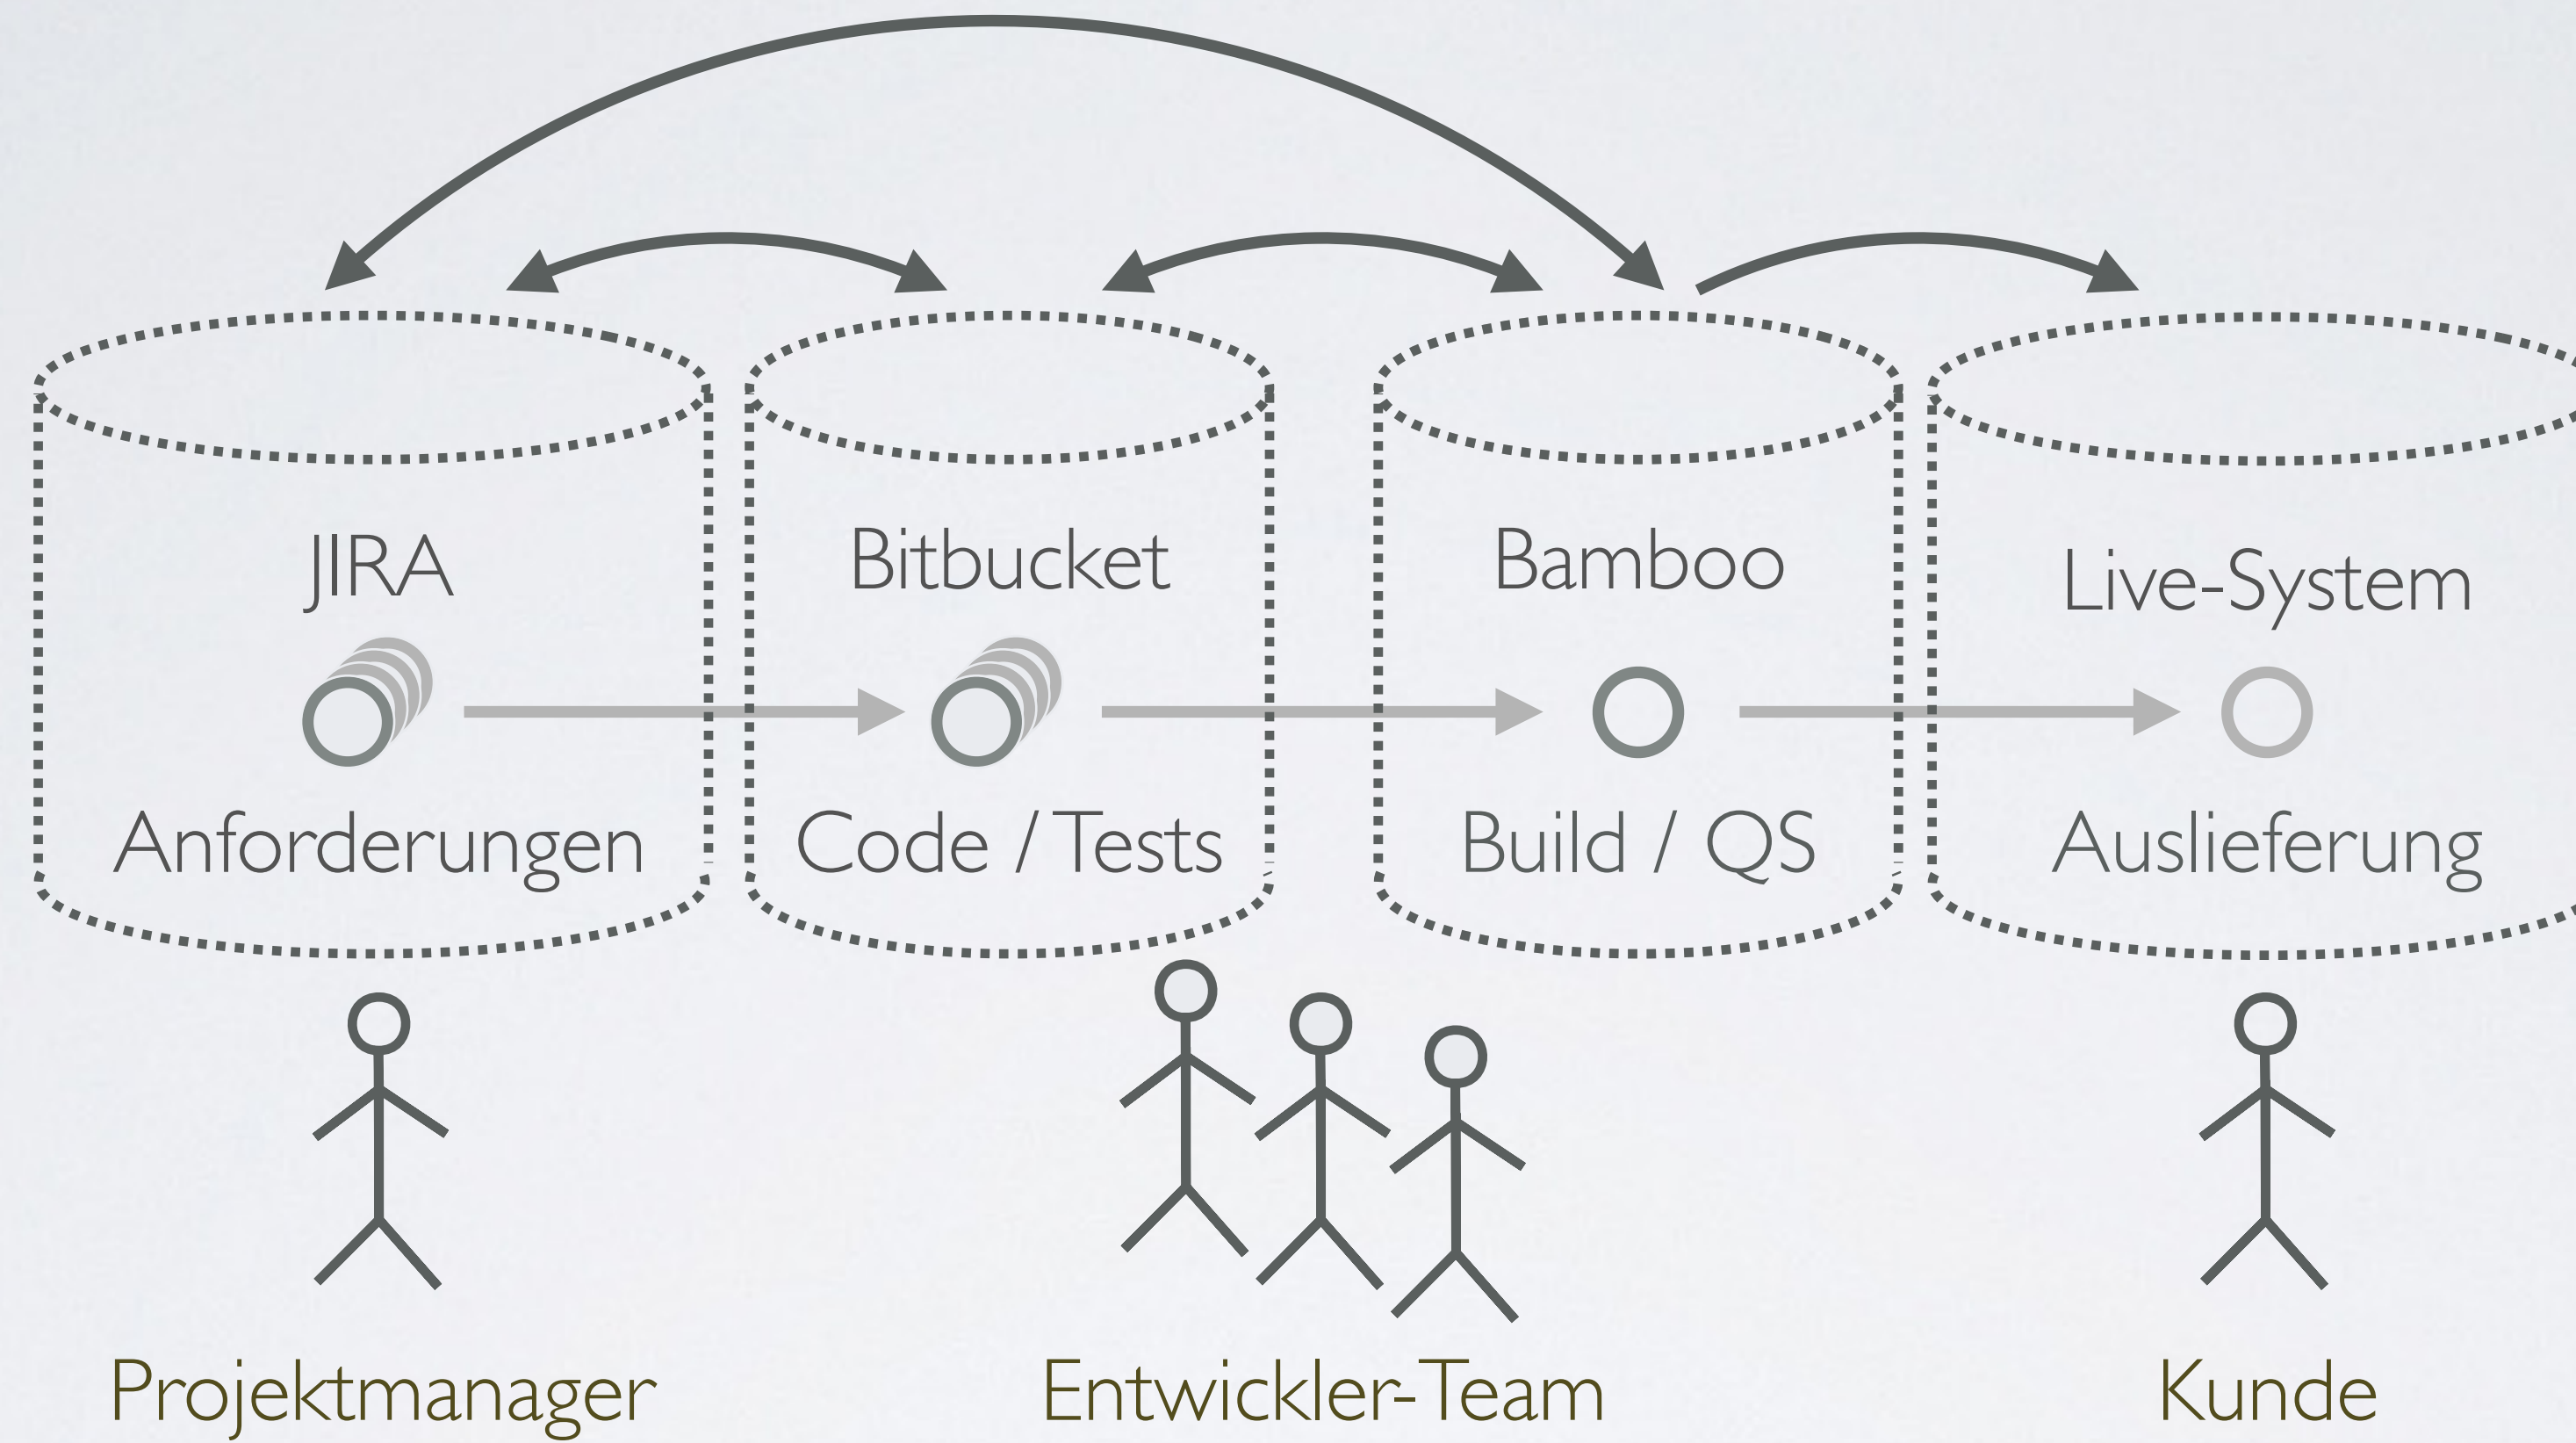 JIRA
Bitbucket
Bamboo
Live-System
Anforderungen
Code / Tests
Build / QS
Auslieferung
Projektmanager
Entwickler-Team
Kunde